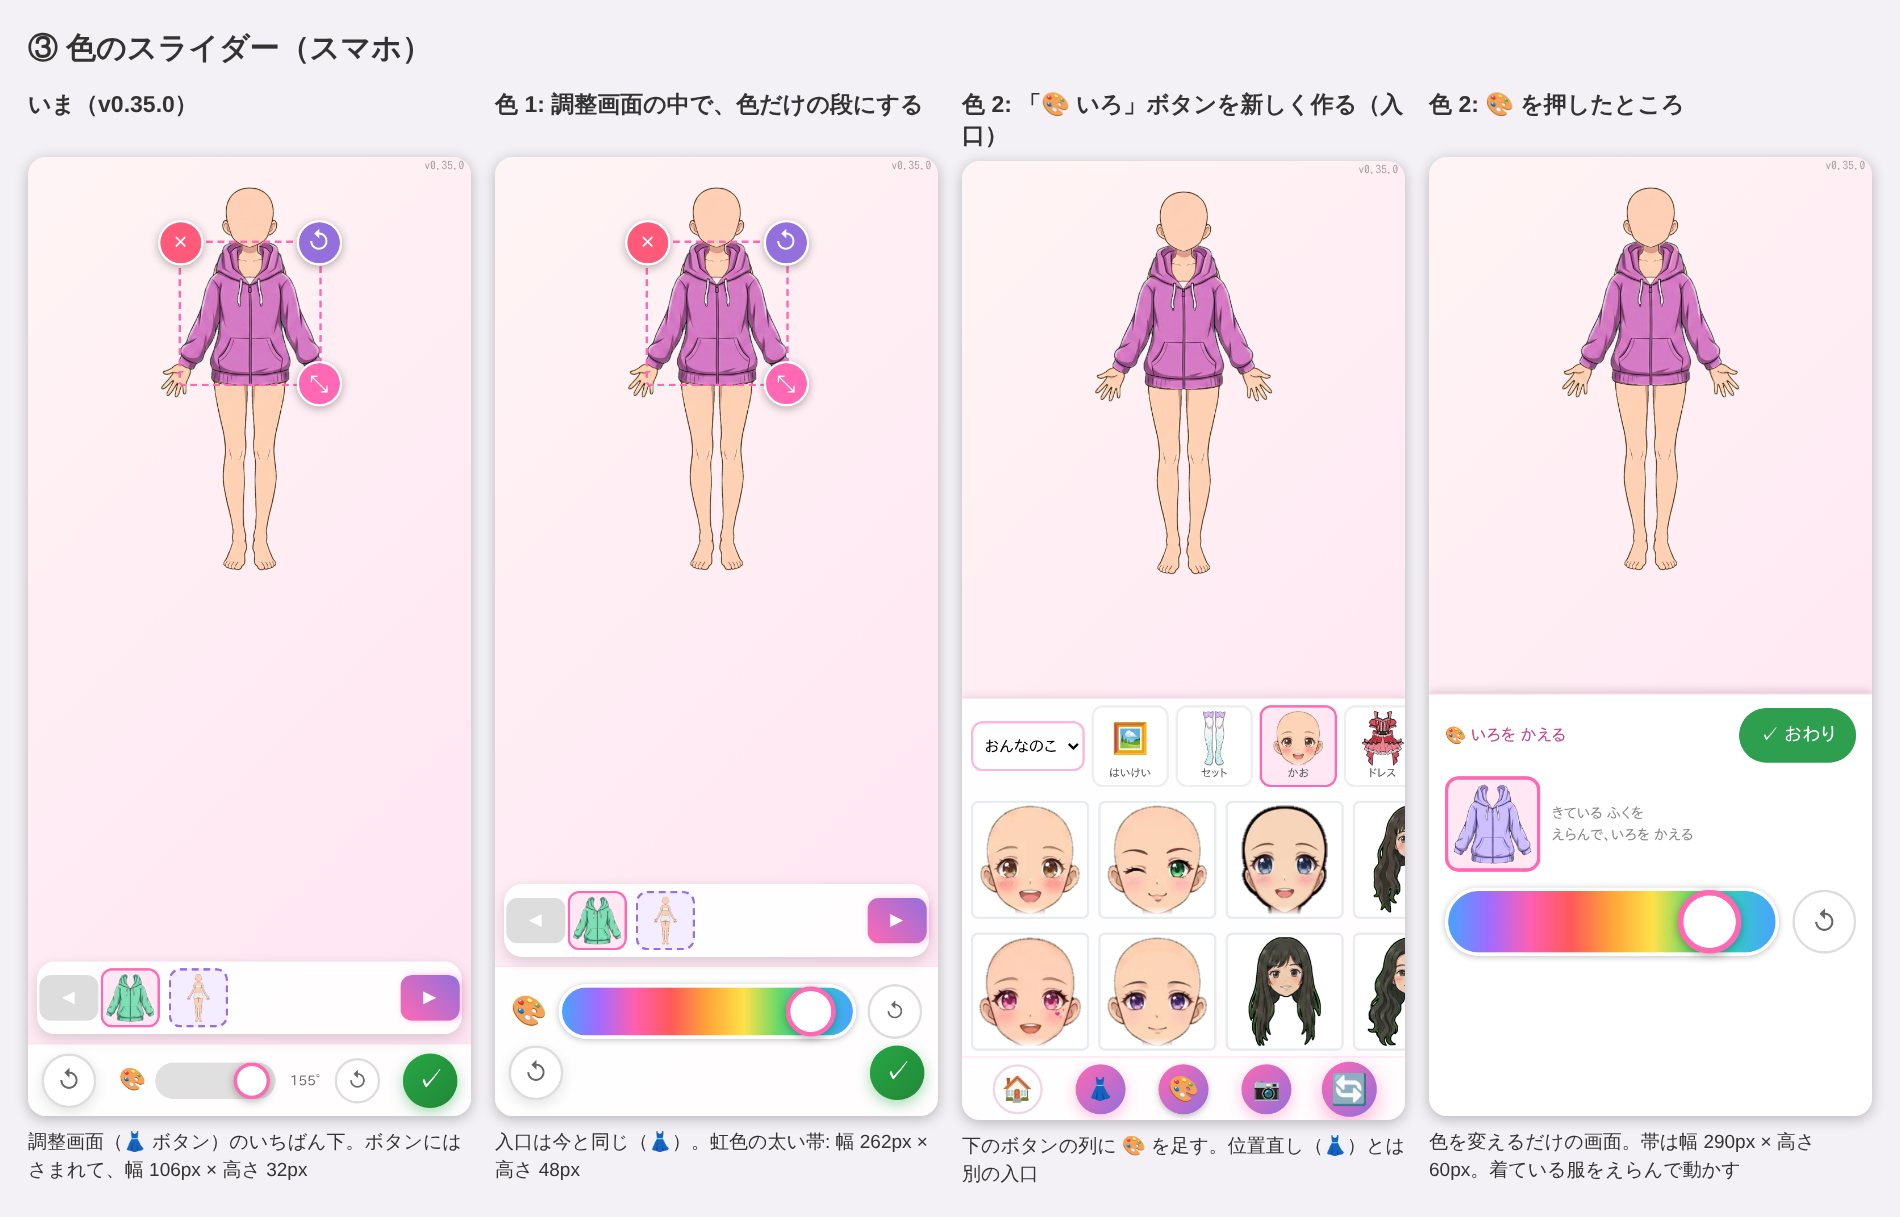 ③ 色のスライダー（スマホ）
いま（v0.35.0）
v0.35.0
155°
調整画面（👗 ボタン）のいちばん下。ボタンには
さまれて、幅 106px × 高さ 32px
色 1: 調整画面の中で、色だけの段にする
v0.35.0
入口は今と同じ（👗）。虹色の太い帯: 幅 262px ×
高さ 48px
色 2: 「🎨 いろ」ボタンを新しく作る（入
口）
v0.35.0
おんなのこ
はいけい
セット
かお
ドレス
下のボタンの列に 🎨 を足す。位置直し（👗）とは
別の入口
色 2: 🎨 を押したところ
v0.35.0
🎨 いろを かえる
✓ おわり
きている ふくを
えらんで、いろを かえる
色を変えるだけの画面。帯は幅 290px × 高さ
60px。着ている服をえらんで動かす